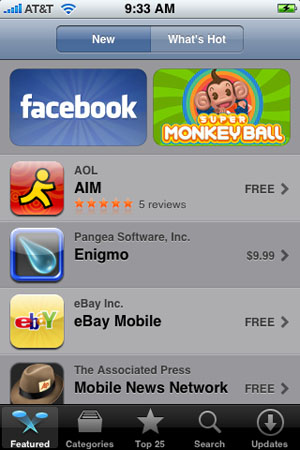 AT&T 9:33 AM
New What's Hot
facebook
SUPER
MONKEY BALL
AOL
AIM FREE
5 reviews
Pangea Software, Inc.
Enigmo $9.99
eBay Inc.
ebY
eBay Mobile FREE
The Associated Press
Mobile News Network FREE
Featured Categories Top 25 Search Updates